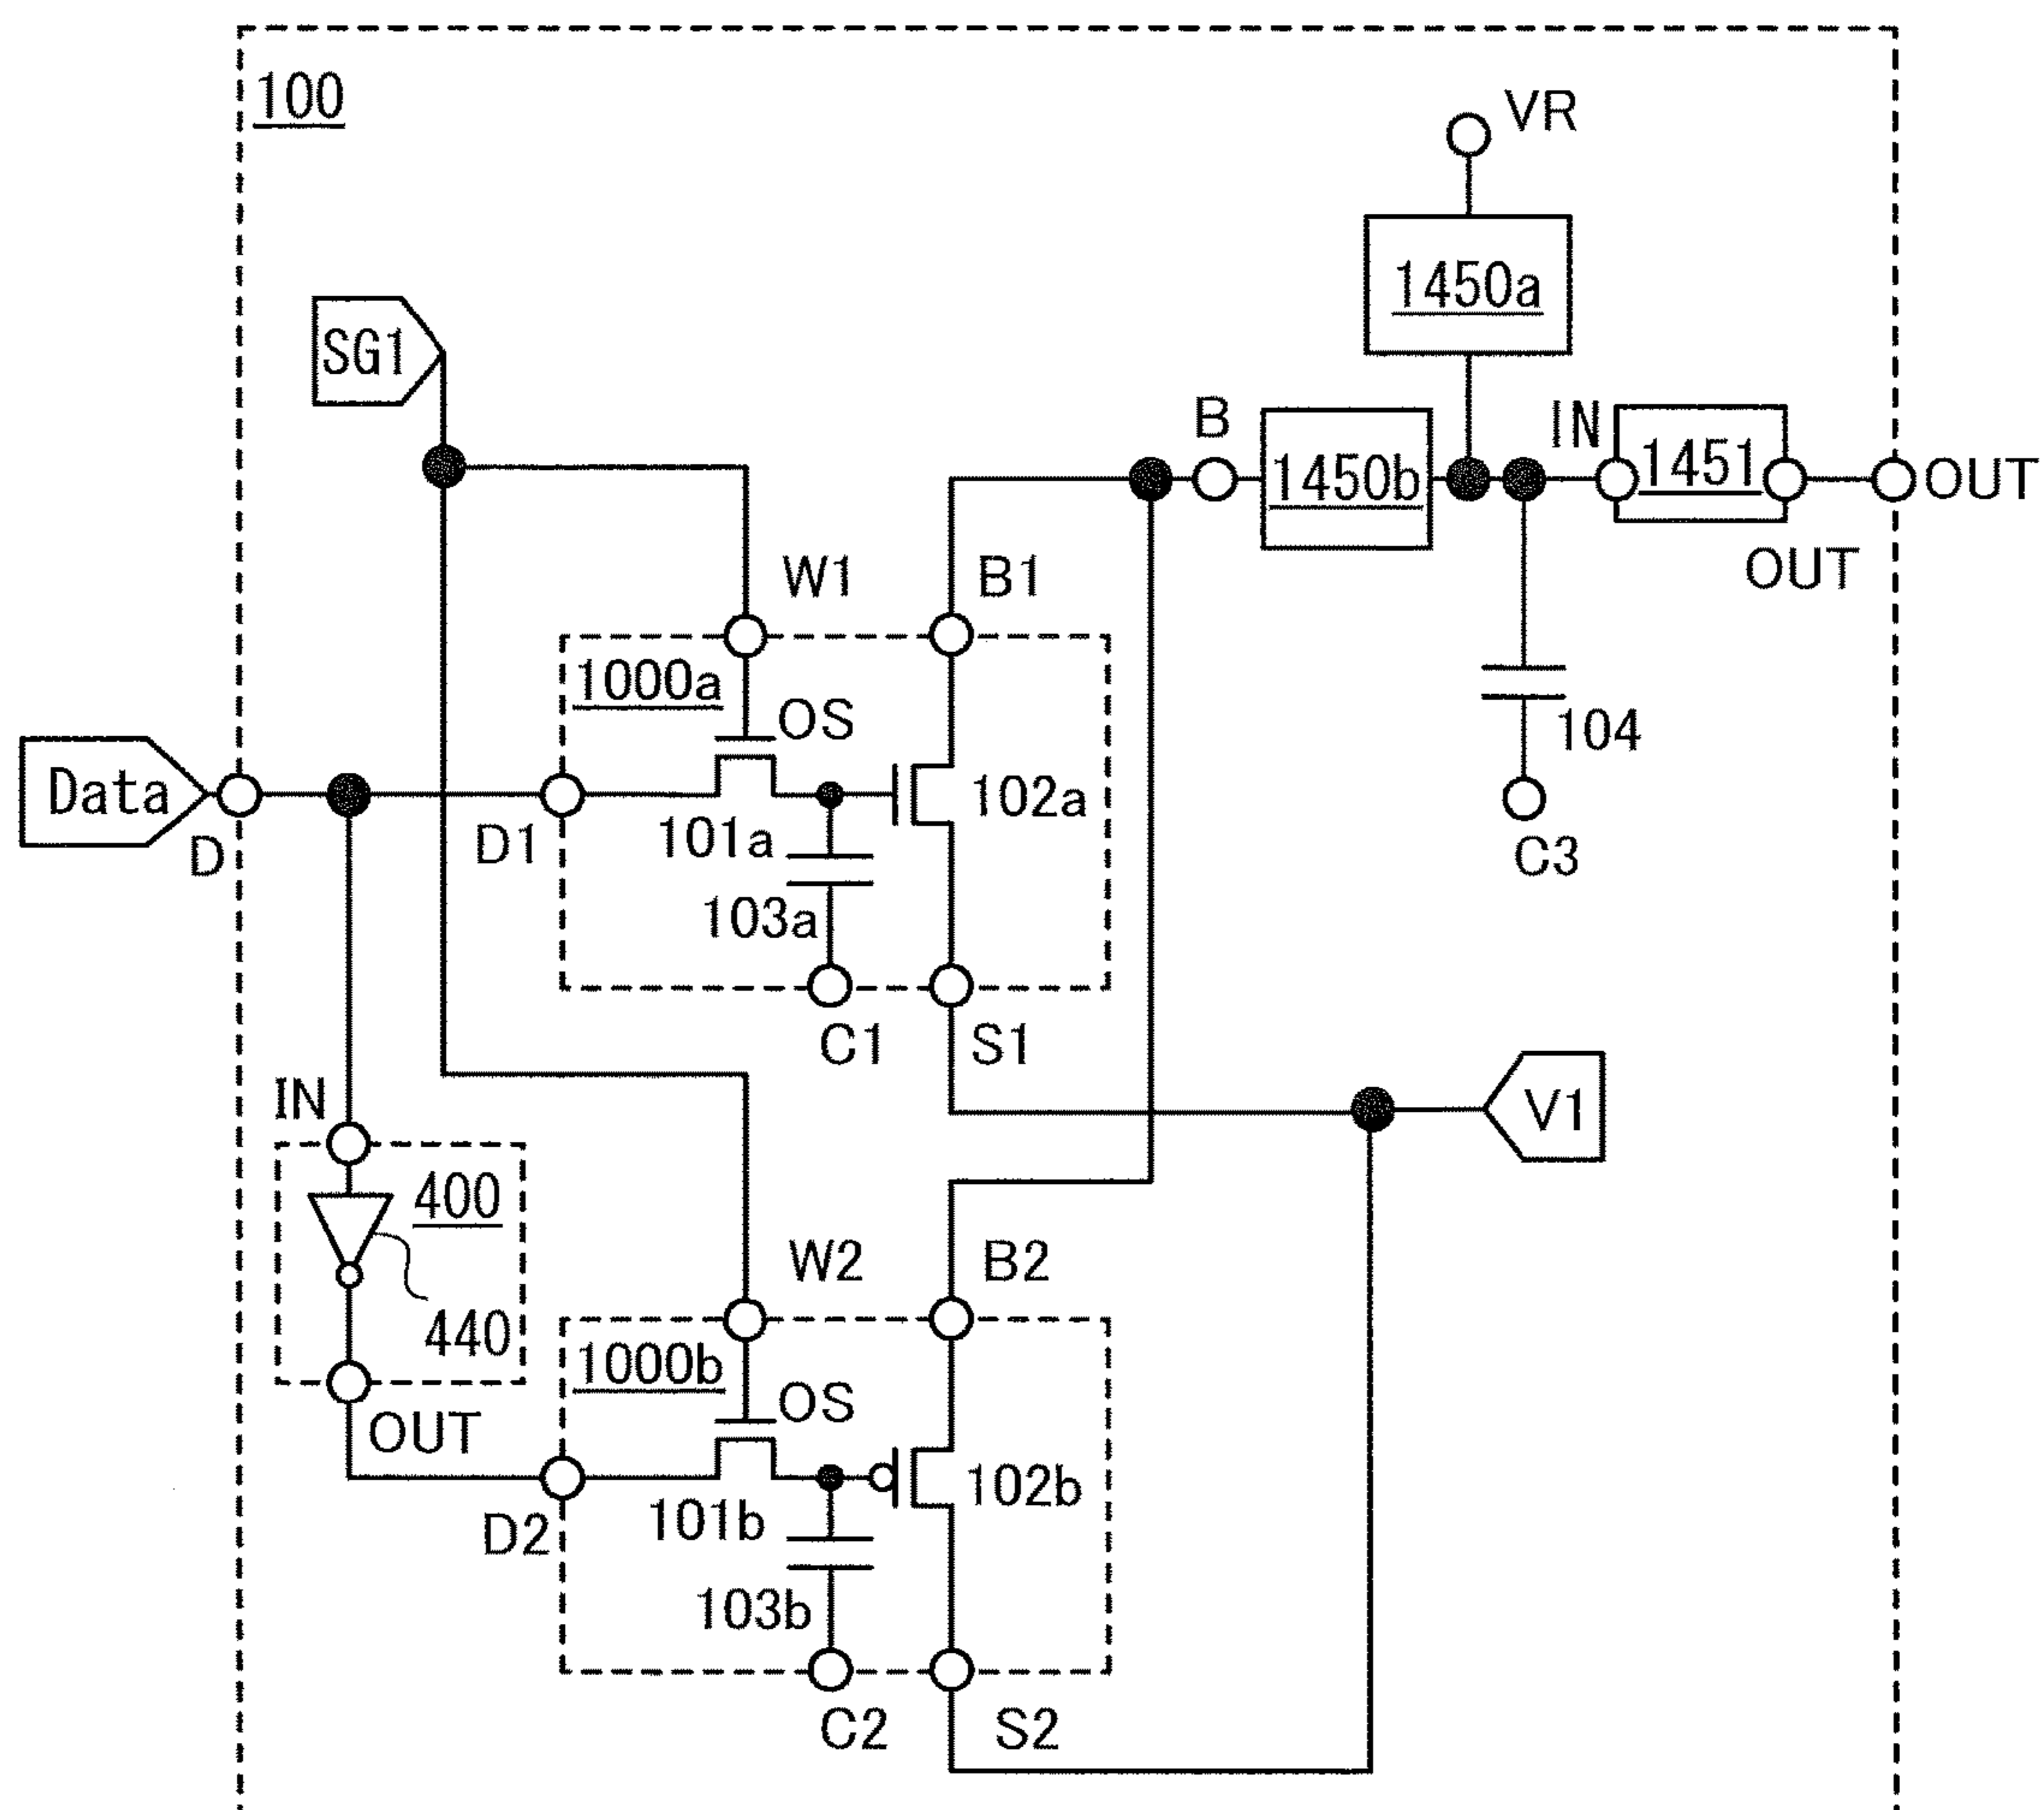 100
VR
1450a
SG1
B
1450b
IN
1451
OUT
OUT
W1
B1
1000a
OS
104
Data
D
D1
101a
102a
C3
103a
C1
S1
IN
V1
400
440
W2
B2
1000b
OS
OUT
D2
101b
102b
103b
C2
S2